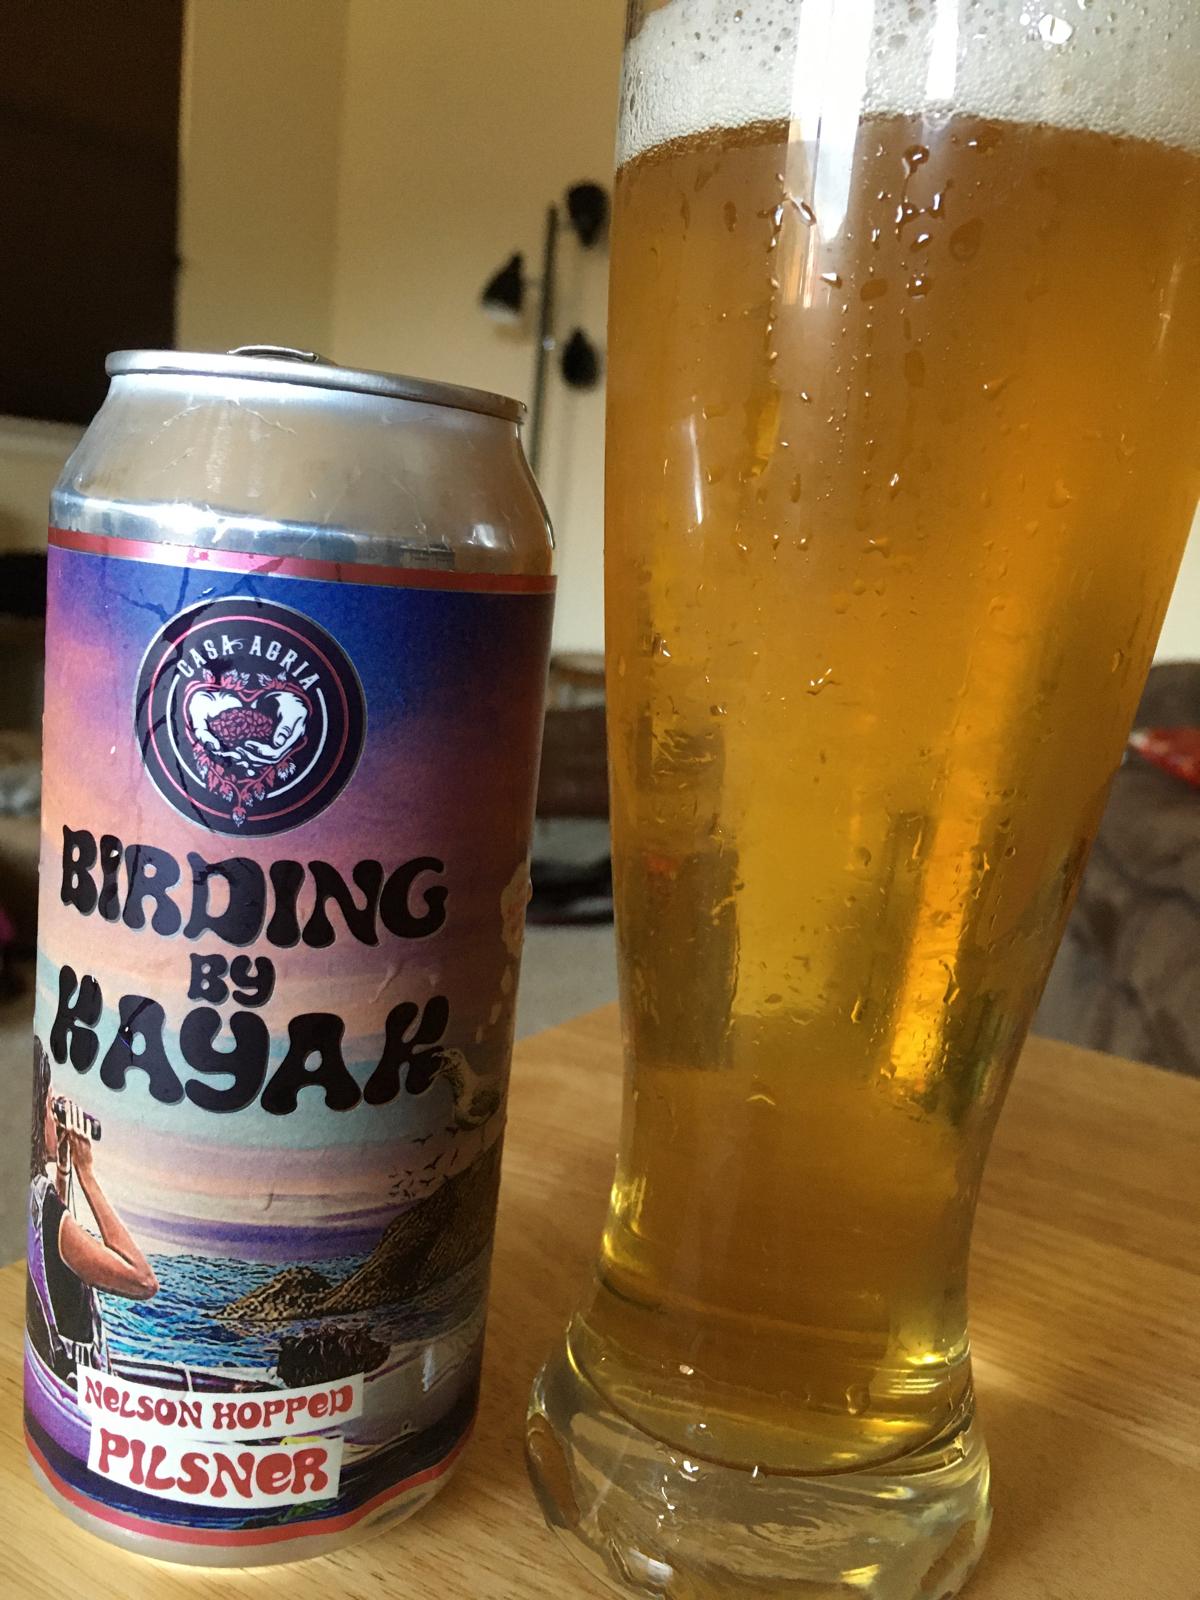 CASA AGRIA
BIRDING
BY
KAYAK
NELSON HOPPED
PILSNER